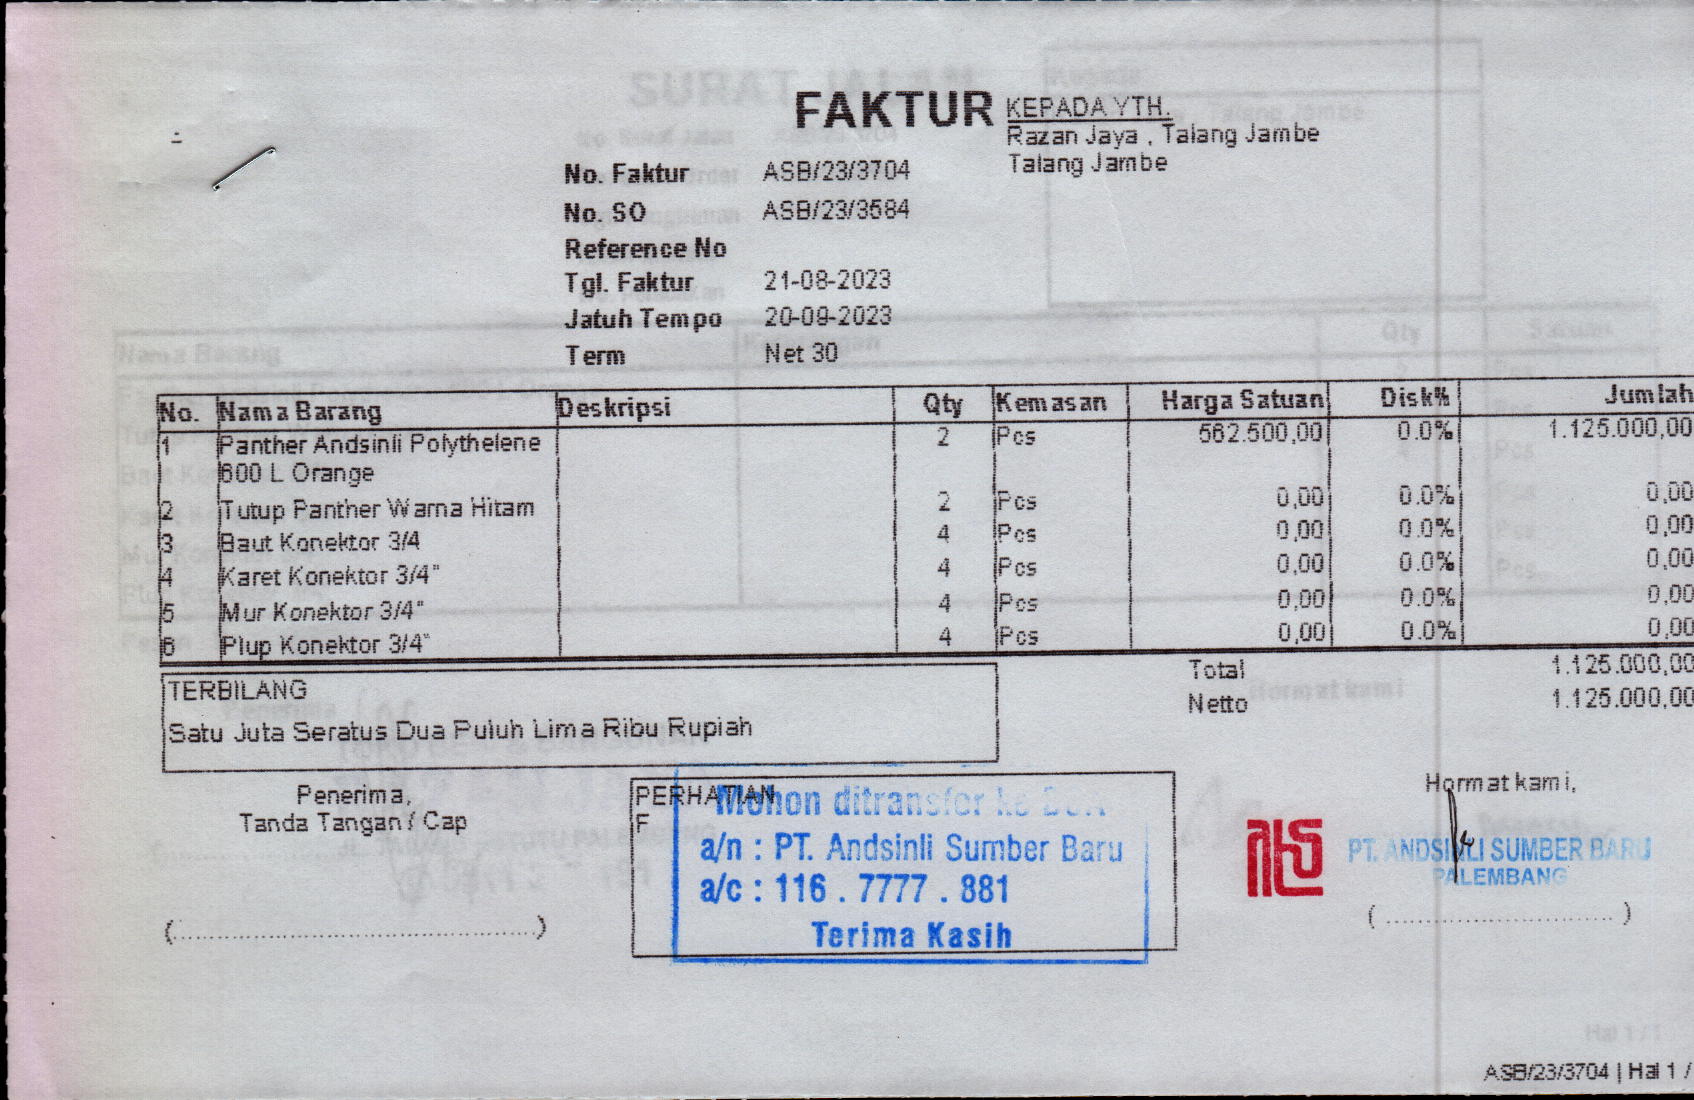 FAKTUR
KEPADA YTH.
Razan Jaya , Talang Jambe
Talang Jambe
No. Faktur ASB/23/3704
No. SO ASB/23/3584
Reference No
Tgl. Faktur 21-08-2023
Jatuh Tempo 20-09-2023
Term Net 30
No. Nama Barang Deskripsi Qty Kemasan Harga Satuan Disk% Jumlah
1 Panther Andsinli Polythelene 2 Pcs 562.500,00 0.0% 1.125.000,00
600 L Orange
2 Tutup Panther Warna Hitam 2 Pcs 0,00 0.0% 0,00
3 Baut Konektor 3/4 4 Pcs 0,00 0.0% 0,00
4 Karet Konektor 3/4" 4 Pcs 0,00 0.0% 0,00
5 Mur Konektor 3/4" 4 Pcs 0,00 0.0% 0,00
6 Plup Konektor 3/4" 4 Pcs 0,00 0.0% 0,00
Total 1.125.000,00
Netto 1.125.000,00
TERBILANG
Satu Juta Seratus Dua Puluh Lima Ribu Rupiah
Penerima,
Tanda Tangan / Cap
(..............................)
PERHATIAN
F
Mohon ditransfer ke
a/n : PT. Andsinli Sumber Baru
a/c : 116 . 7777 . 881
Terima Kasih
Hormat kami,
PT. ANDSINLI SUMBER BARU
PALEMBANG
( .............................. )
ASB/23/3704 | Hal 1 /